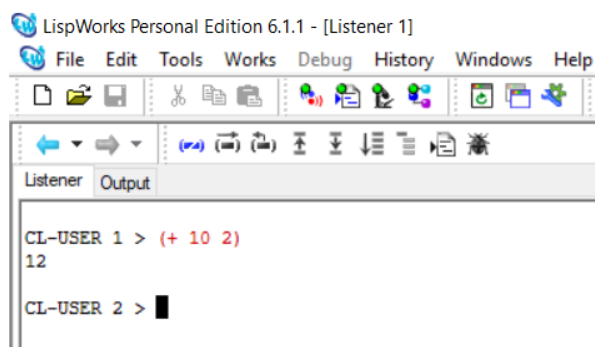 LispWorks Personal Edition 6.1.1 - [Listener 1]
File Edit Tools Works Debug History Windows Help
Listener Output
CL-USER 1 > (+ 10 2)
12
CL-USER 2 >